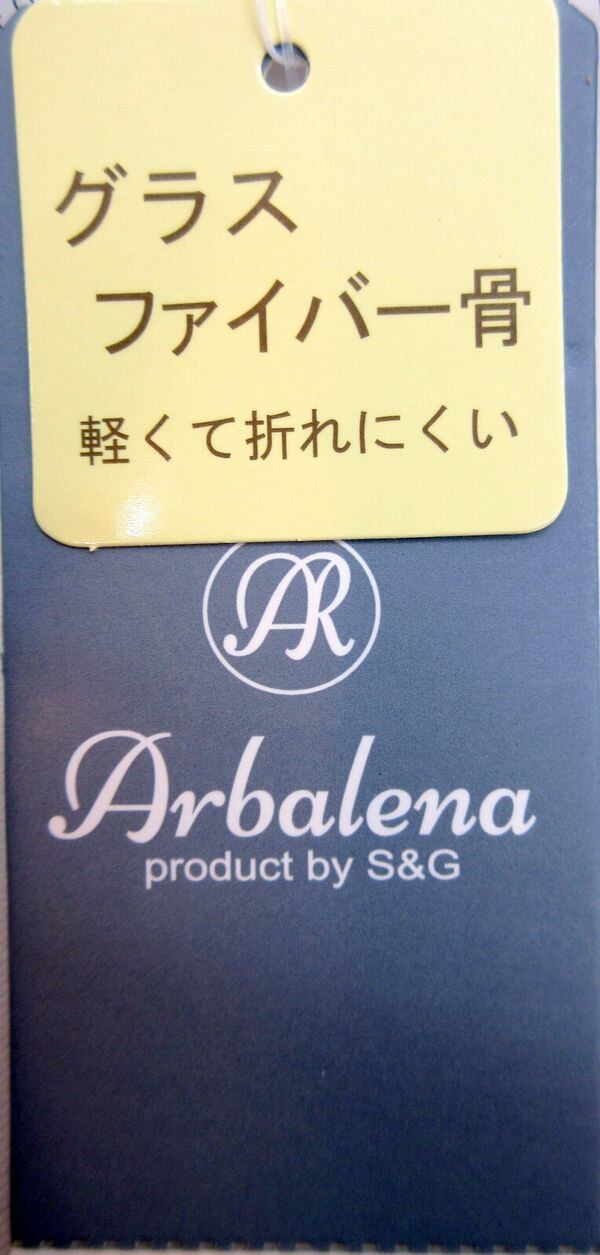 グラス
ファイバー骨
軽くて折れにくい
AR
Arbalena
product by S&G